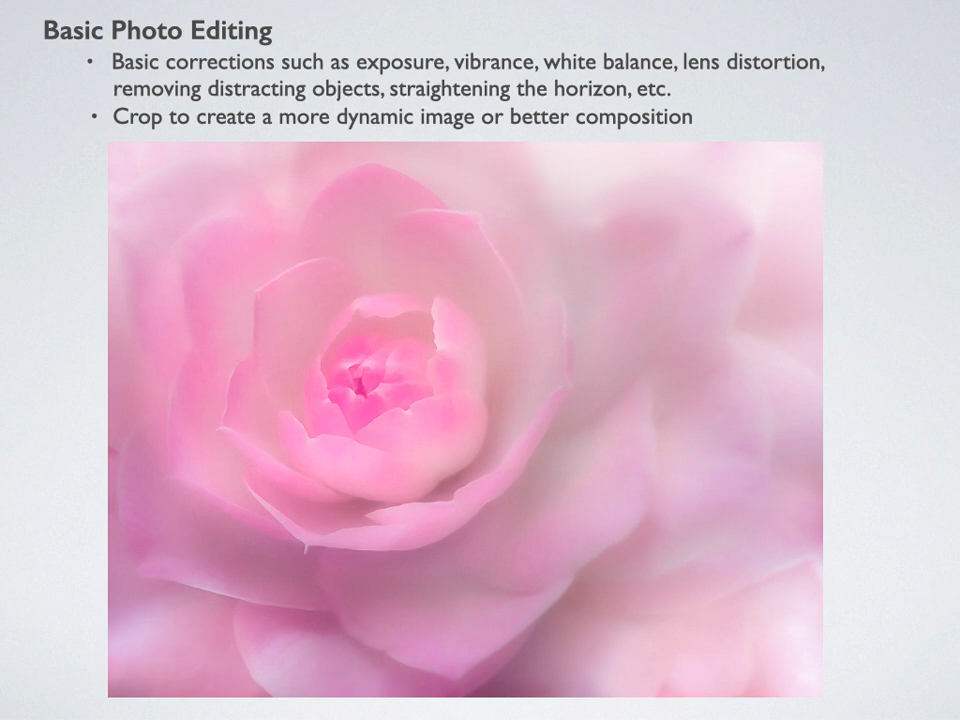 Basic Photo Editing
• Basic corrections such as exposure, vibrance, white balance, lens distortion,
removing distracting objects, straightening the horizon, etc.
• Crop to create a more dynamic image or better composition